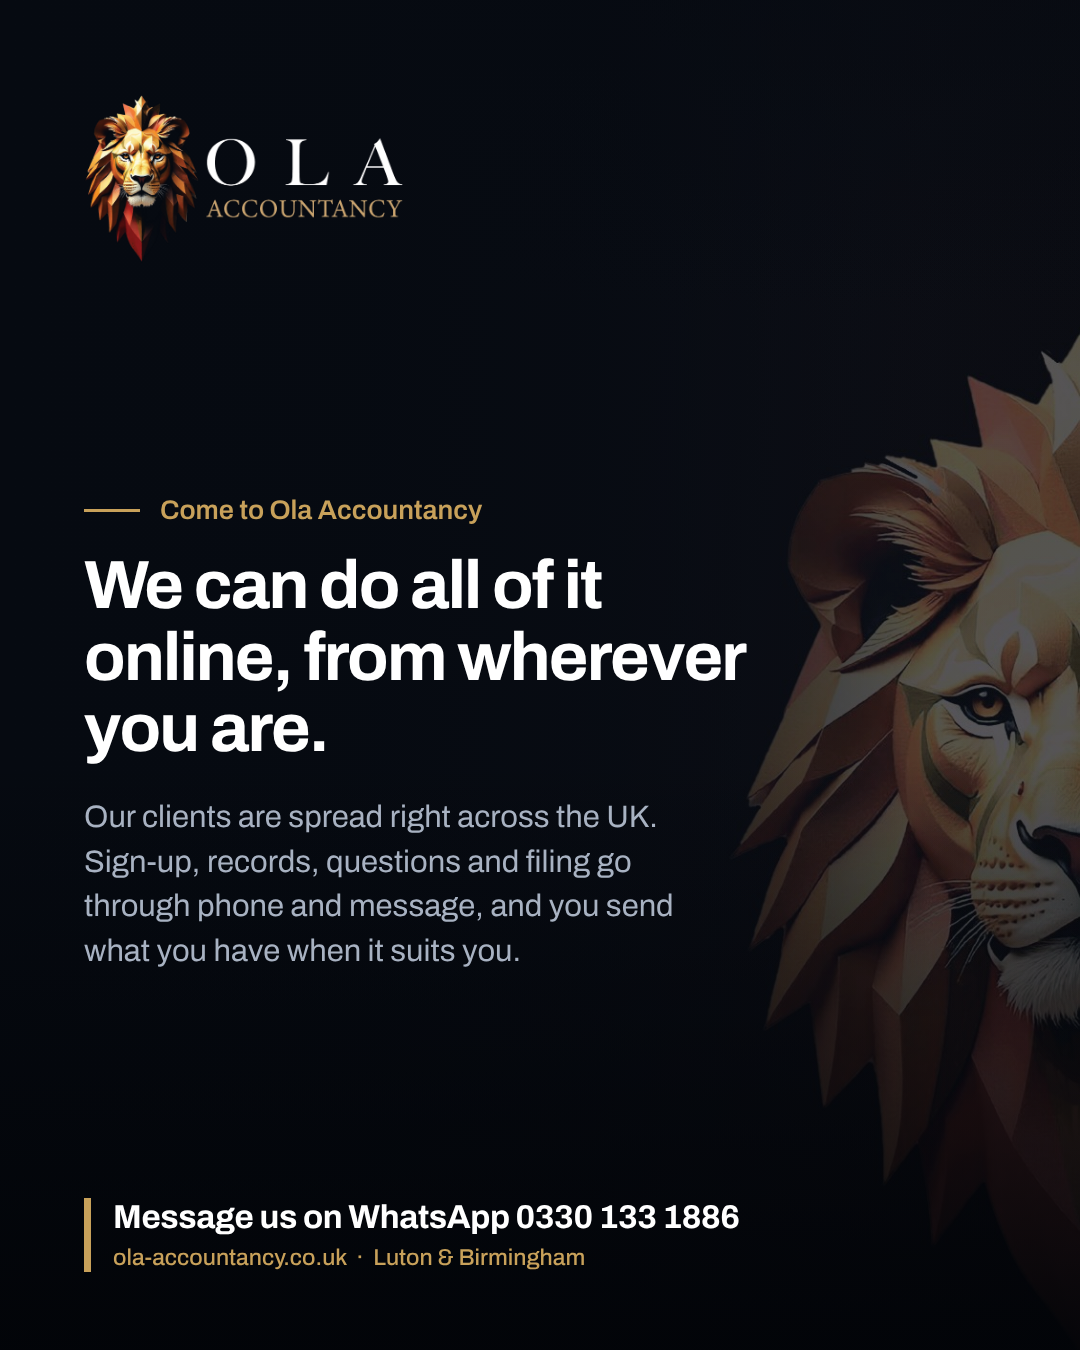 OLA
ACCOUNTANCY
Come to Ola Accountancy
We can do all of it
online, from wherever
you are.
Our clients are spread right across the UK.
Sign-up, records, questions and filing go
through phone and message, and you send
what you have when it suits you.
Message us on WhatsApp 0330 133 1886
ola-accountancy.co.uk · Luton & Birmingham